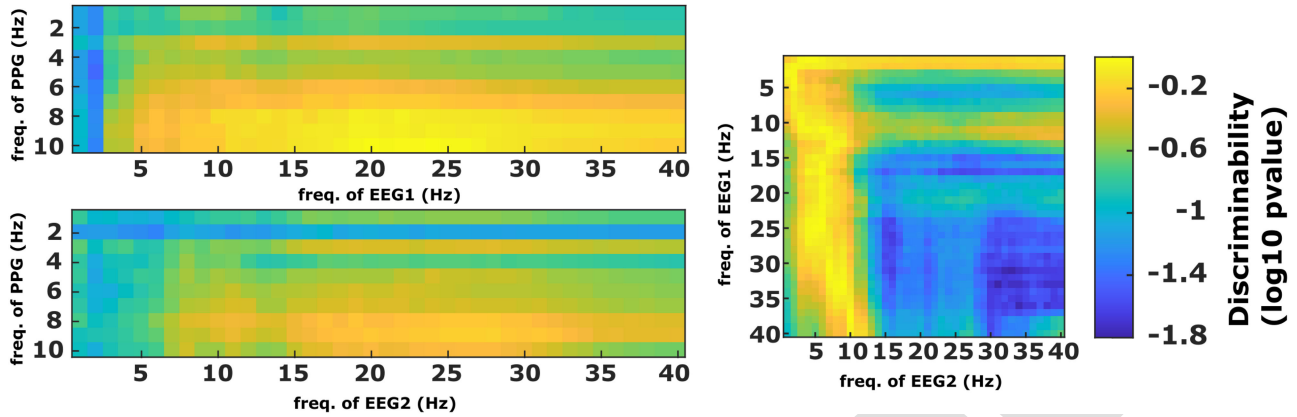 freq. of PPG (Hz)
2
4
6
8
10
5 10 15 20 25 30 35 40
freq. of EEG1 (Hz)
freq. of PPG (Hz)
2
4
6
8
10
5 10 15 20 25 30 35 40
freq. of EEG2 (Hz)
freq. of EEG1 (Hz)
5
10
15
20
25
30
35
40
5 10 15 20 25 30 35 40
freq. of EEG2 (Hz)
-0.2
-0.6
-1
-1.4
-1.8
Discriminability
(log10 pvalue)